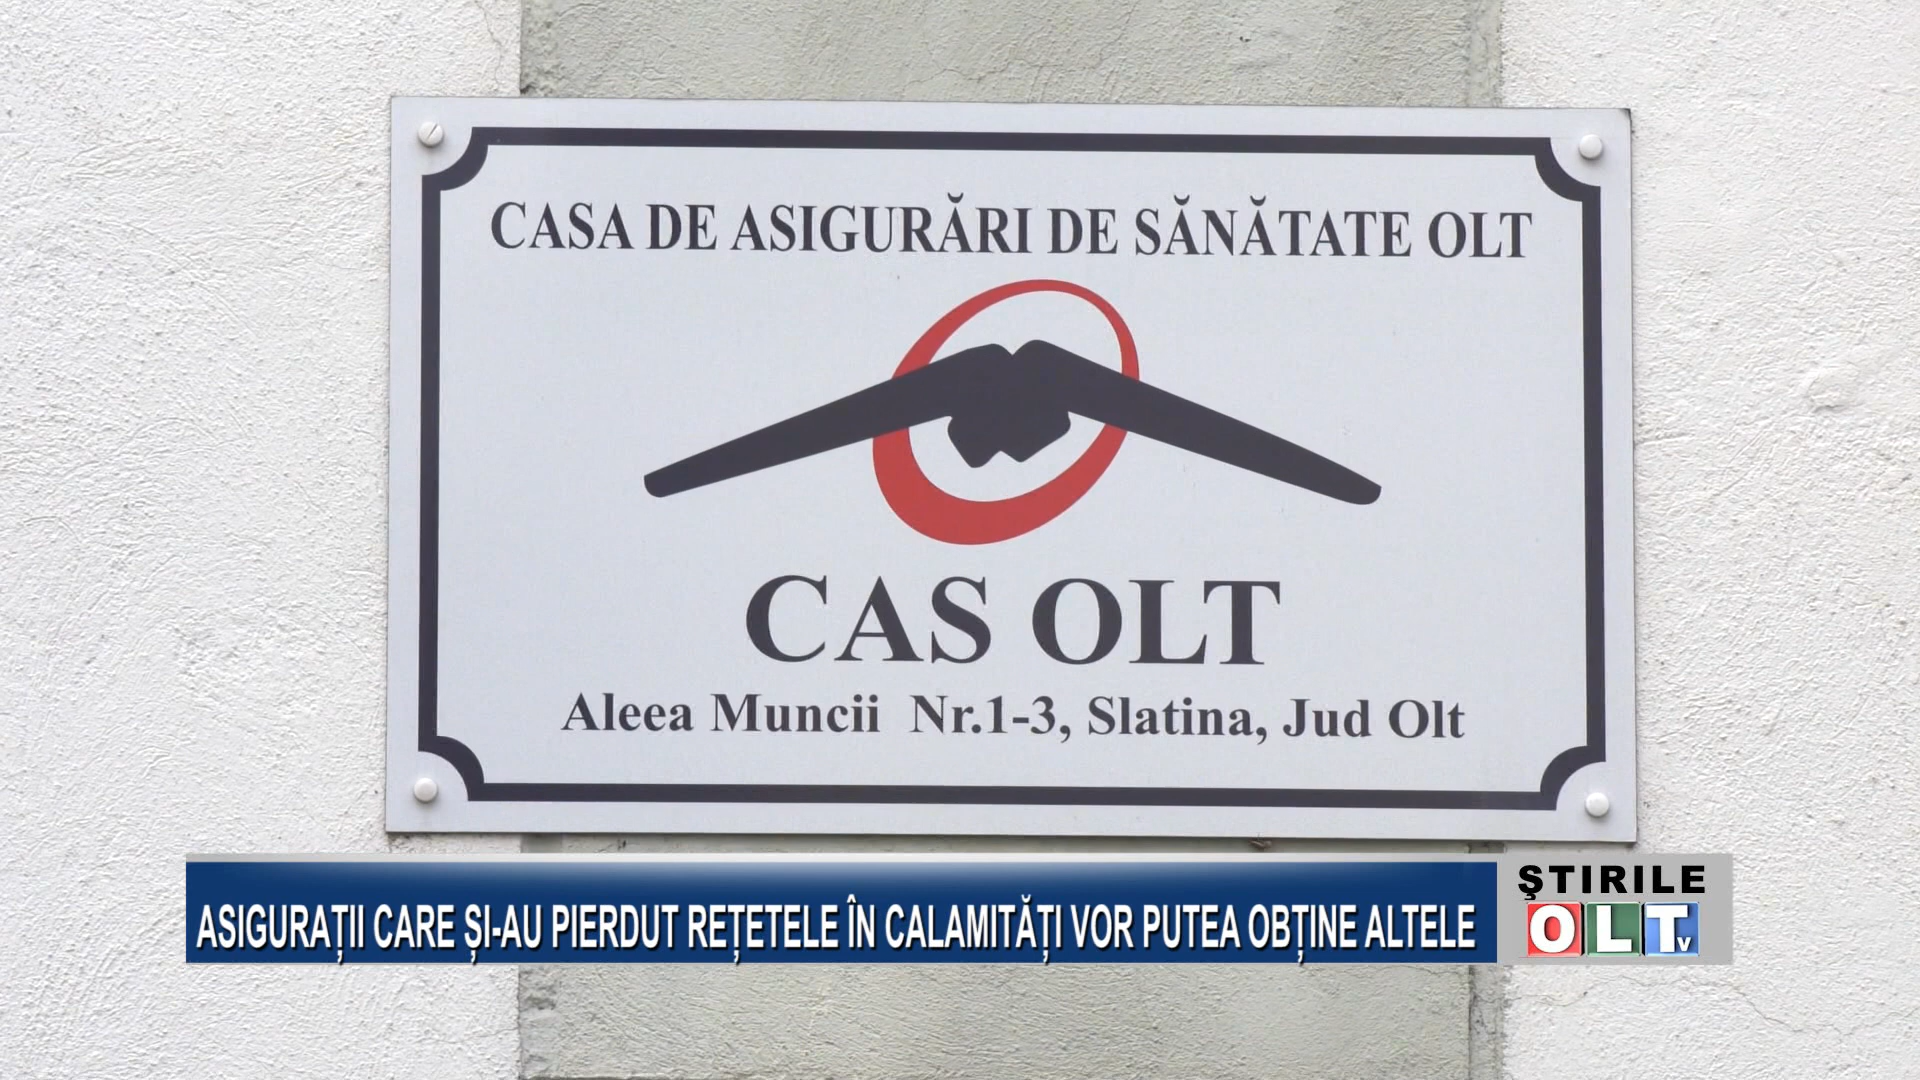 CASA DE ASIGURĂRI DE SĂNĂTATE OLT
CAS OLT
Aleea Muncii Nr.1-3, Slatina, Jud Olt
ASIGURAȚII CARE ȘI-AU PIERDUT REȚETELE ÎN CALAMITĂȚI VOR PUTEA OBȚINE ALTELE
ŞTIRILE
OLTv